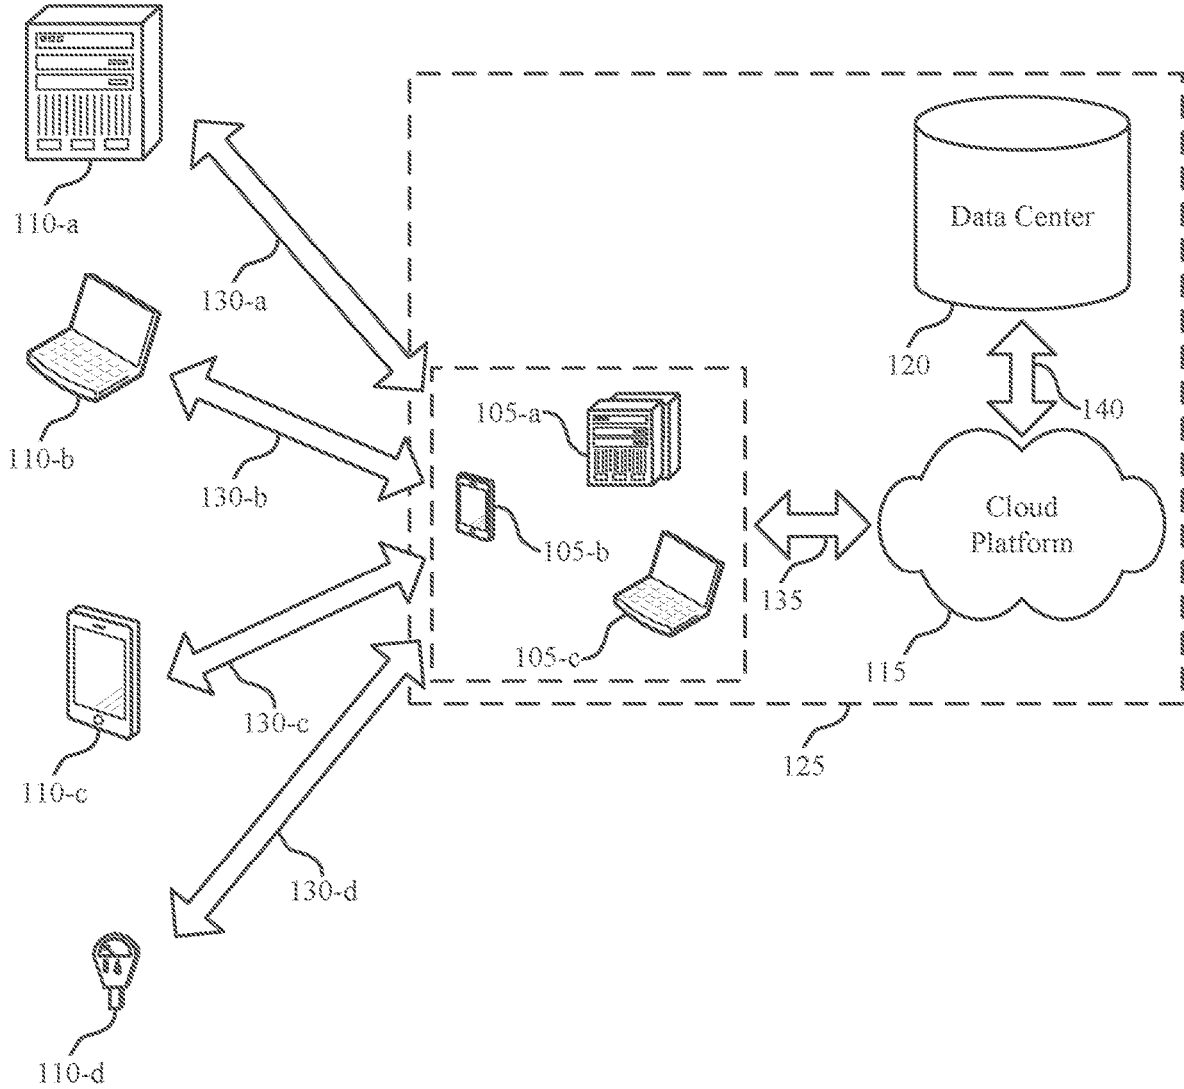 110-a
130-a
Data Center
120
140
110-b
130-b
105-a
105-b
105-c
135
Cloud
Platform
115
110-c
130-c
125
130-d
110-d